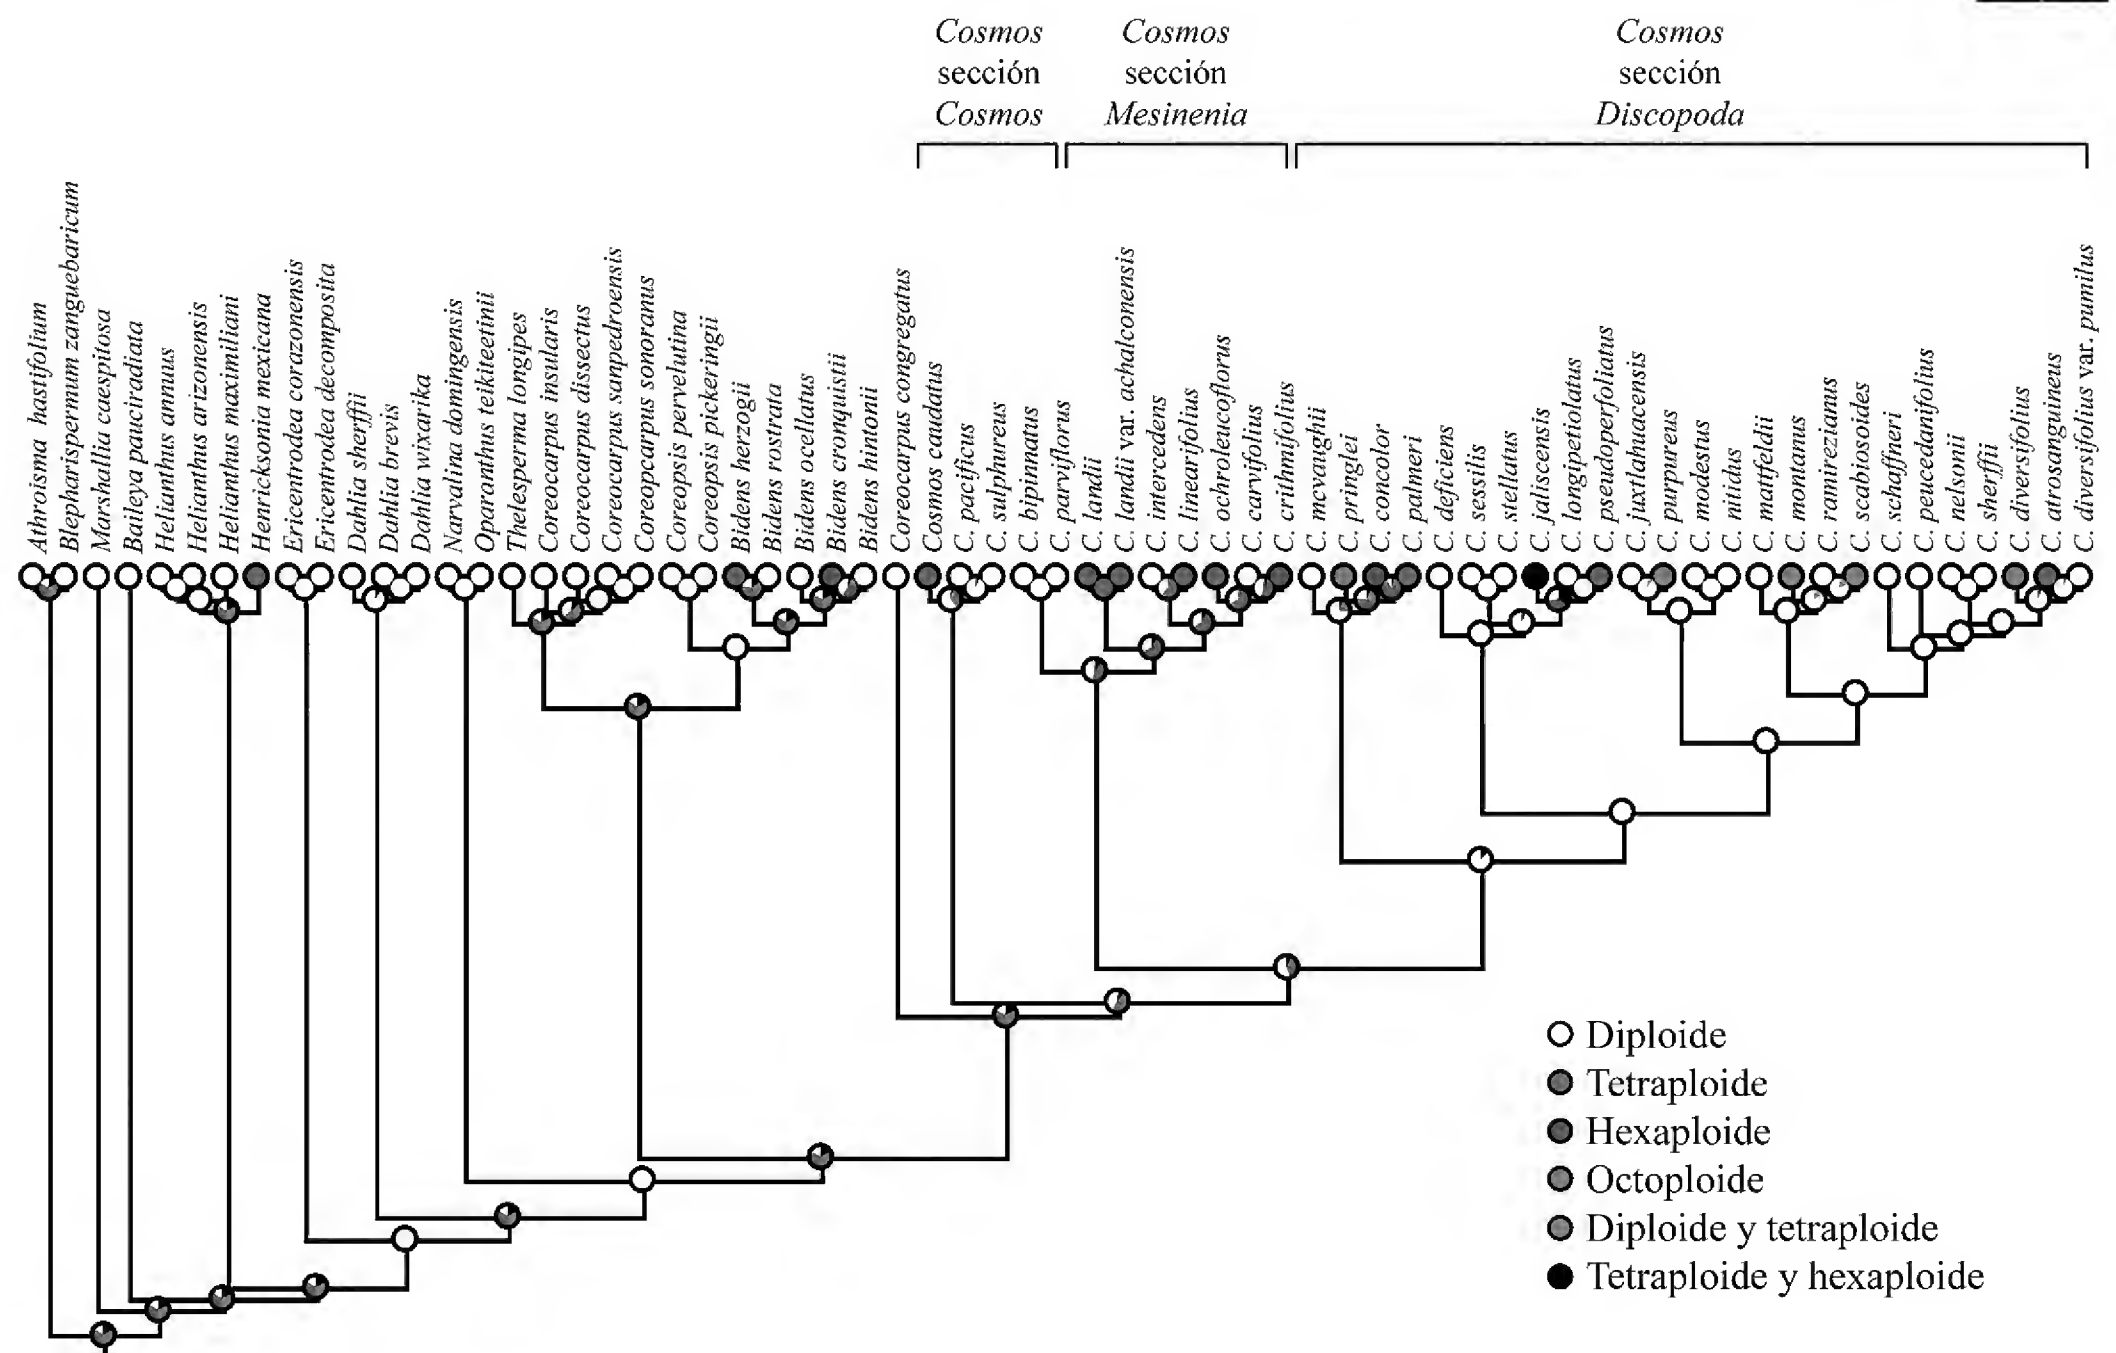 Cosmos
sección
Cosmos
Cosmos
sección
Mesinenia
Cosmos
sección
Discopoda
Athroisma hastifolium
Blepharispermum zanguebaricum
Marshallia caespitosa
Baileya pauciradiata
Helianthus annuus
Helianthus arizonensis
Helianthus maximiliani
Henricksonia mexicana
Ericentrodea corazonensis
Ericentrodea decomposita
Dahlia sherffii
Dahlia brevis
Dahlia wixarika
Narvalina domingensis
Oparanthus tekiteetinii
Thelesperma longipes
Coreocarpus insularis
Coreocarpus dissectus
Coreocarpus sanpedroensis
Coreopcarpus sonoranus
Coreopsis pervelutina
Coreopsis pickeringii
Bidens herzogii
Bidens rostrata
Bidens ocellatus
Bidens cronquistii
Bidens hintonii
Coreocarpus congregatus
Cosmos caudatus
C. pacificus
C. sulphureus
C. bipinnatus
C. parviflorus
C. landii
C. landii var. achalconensis
C. intercedens
C. linearifolius
C. ochroleucoflorus
C. carvifolius
C. crithmifolius
C. mcvaughii
C. pringlei
C. concolor
C. palmeri
C. deficiens
C. sessilis
C. stellatus
C. jaliscensis
C. longipetiolatus
C. pseudoperfoliatus
C. juxtlahuacensis
C. purpureus
C. modestus
C. nitidus
C. mattfeldii
C. montanus
C. ramirezianus
C. scabiosoides
C. schaffneri
C. peucedanifolius
C. nelsonii
C. sherffii
C. diversifolius
C. atrosanguineus
C. diversifolius var. pumilus
Diploide
Tetraploide
Hexaploide
Octoploide
Diploide y tetraploide
Tetraploide y hexaploide